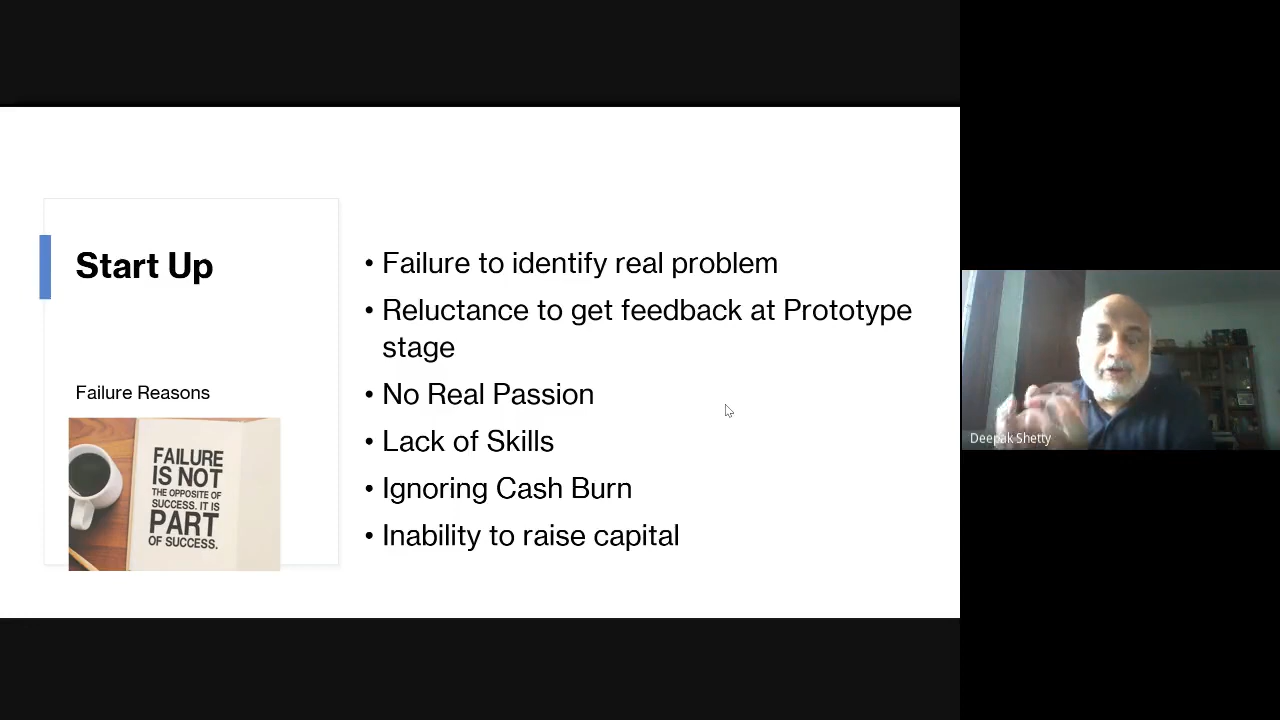 Start Up
Failure Reasons
FAILURE
IS NOT
THE OPPOSITE OF
SUCCESS. IT IS
PART
OF SUCCESS.
• Failure to identify real problem
• Reluctance to get feedback at Prototype
stage
• No Real Passion
• Lack of Skills
• Ignoring Cash Burn
• Inability to raise capital
Deepak Shetty